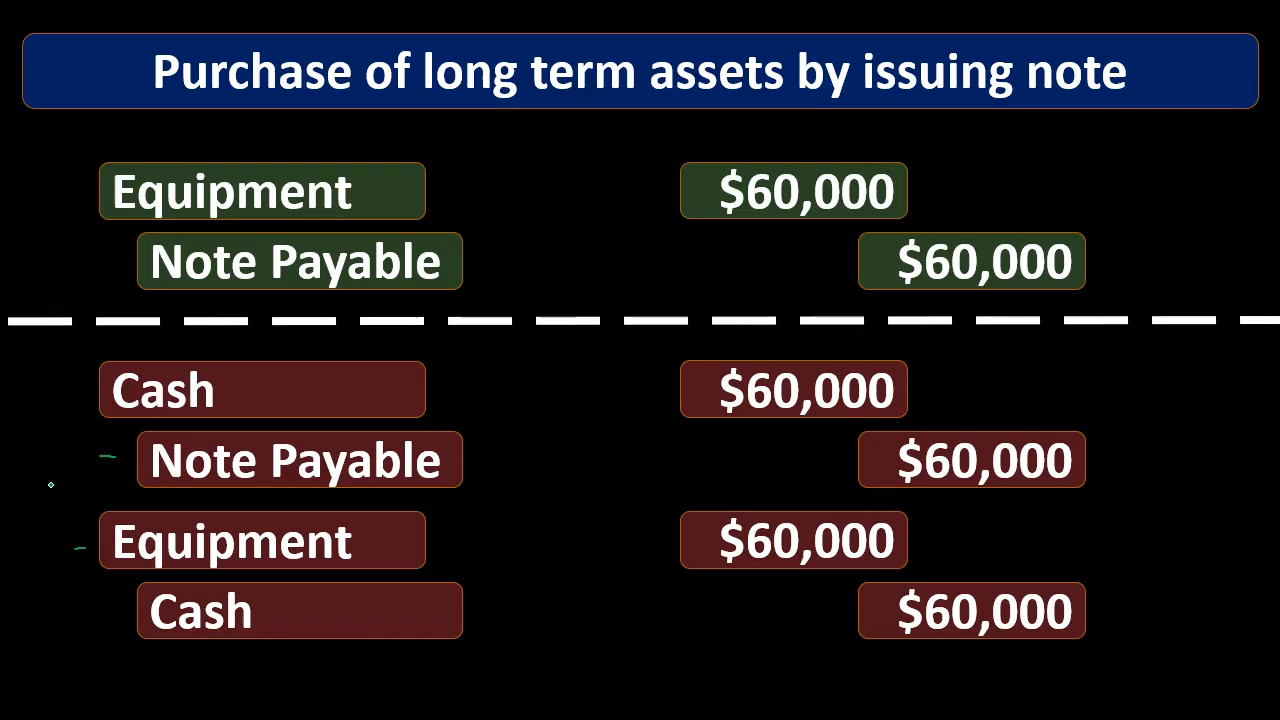 Purchase of long term assets by issuing note
Equipment $60,000
Note Payable $60,000
Cash $60,000
Note Payable $60,000
Equipment $60,000
Cash $60,000